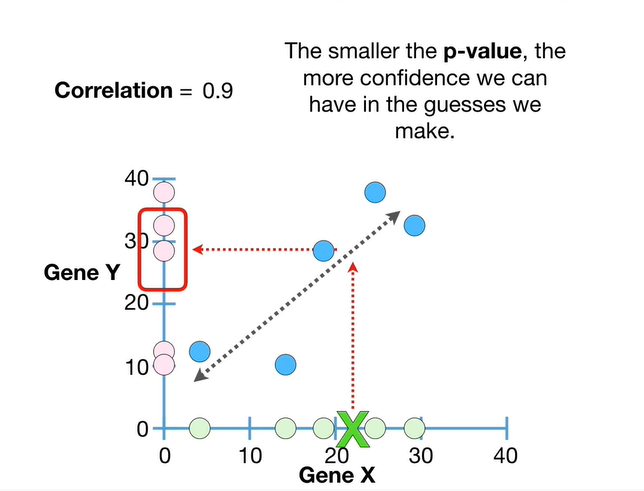 Correlation = 0.9
The smaller the p-value, the
more confidence we can
have in the guesses we
make.
40
30
Gene Y
20
10
0
X
0 10 20 30 40
Gene X